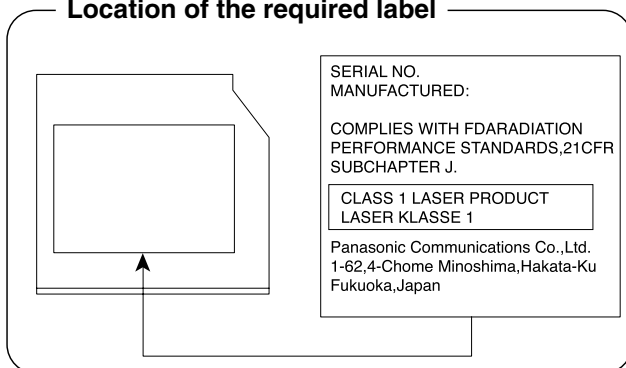 Location of the required label
SERIAL NO.
MANUFACTURED:
COMPLIES WITH FDARADIATION
PERFORMANCE STANDARDS,21CFR
SUBCHAPTER J.
CLASS 1 LASER PRODUCT
LASER KLASSE 1
Panasonic Communications Co.,Ltd.
1-62,4-Chome Minoshima,Hakata-Ku
Fukuoka,Japan